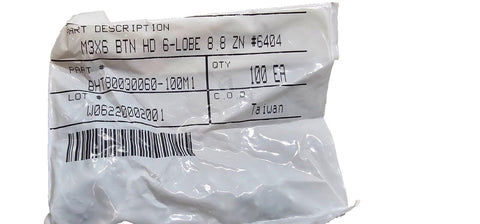 PART DESCRIPTION
M3X6 BTN HD 6-LOBE 8 8 ZN #6404
PART #
QTY
BHT80030060-100M1
100 EA
LOT #
C.O.O.
W06220002001
Taiwan